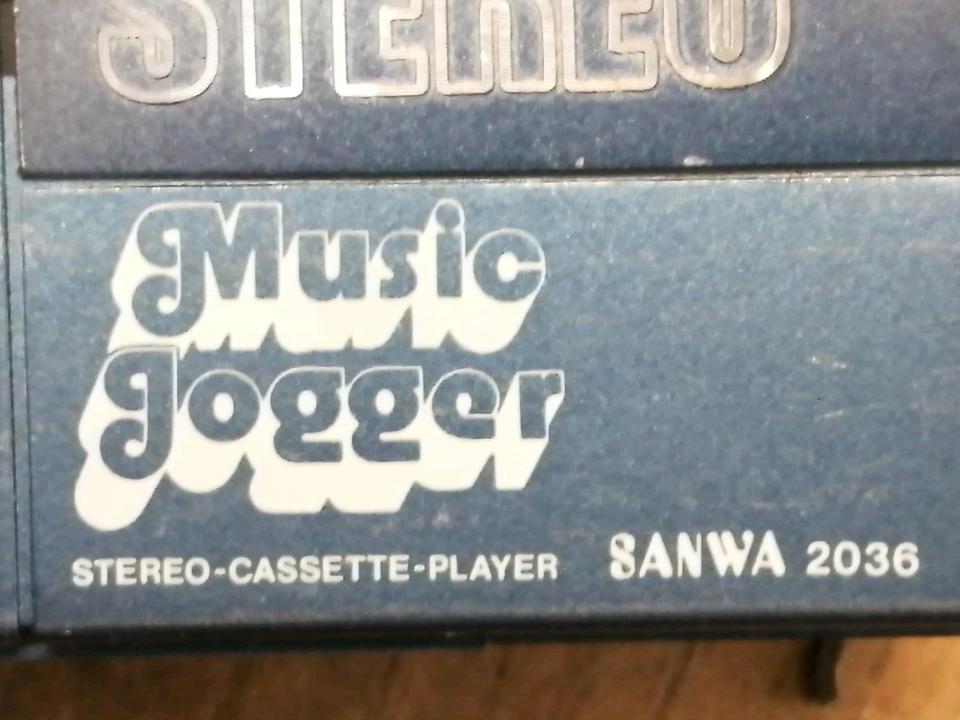 STEREO
Music
Jogger
STEREO-CASSETTE-PLAYER SANWA 2036